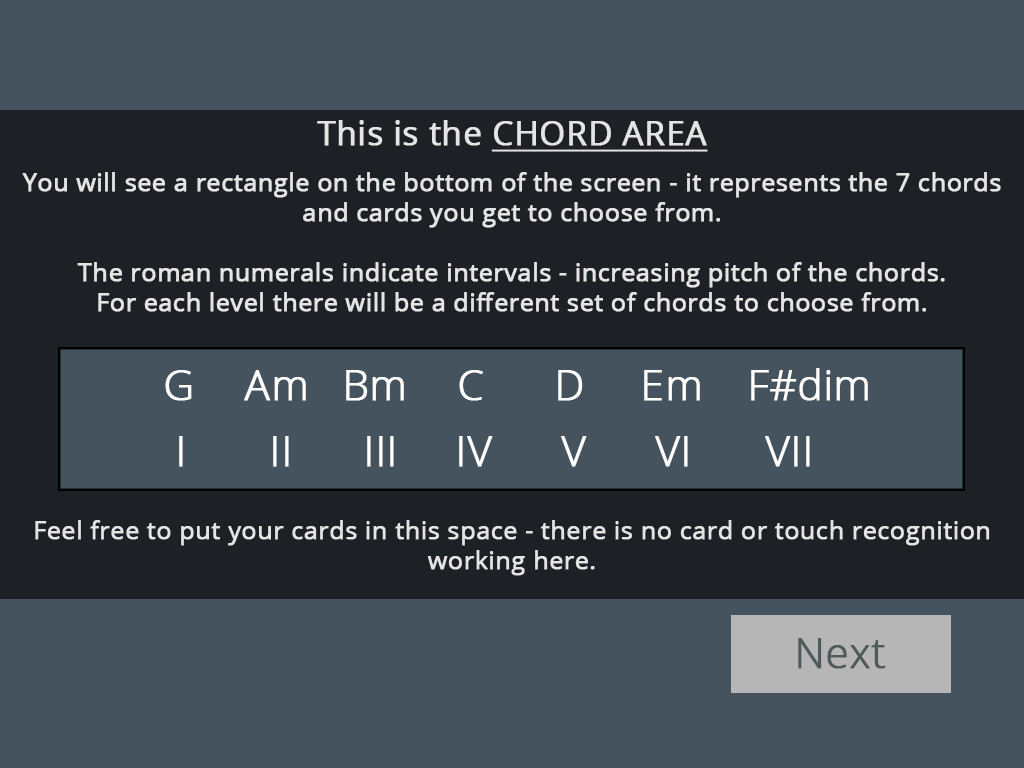 This is the CHORD AREA
You will see a rectangle on the bottom of the screen - it represents the 7 chords
and cards you get to choose from.
The roman numerals indicate intervals - increasing pitch of the chords.
For each level there will be a different set of chords to choose from.
G Am Bm C D Em F#dim
I II III IV V VI VII
Feel free to put your cards in this space - there is no card or touch recognition
working here.
Next